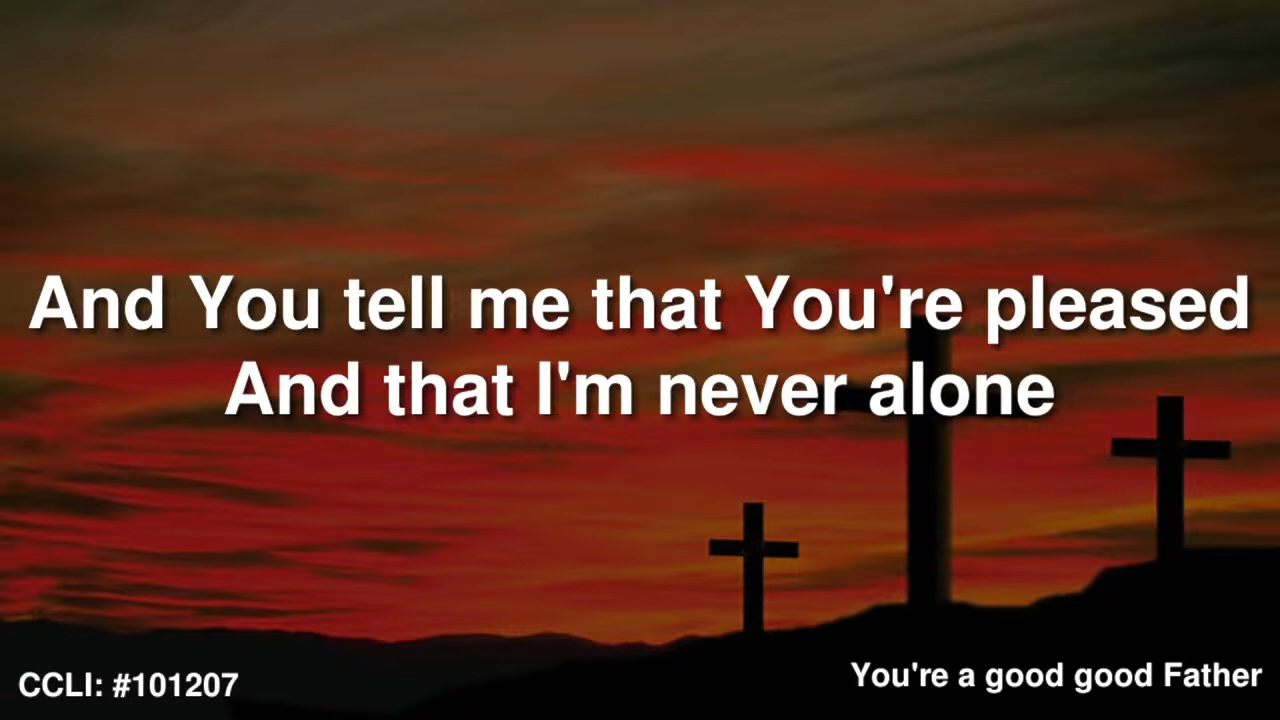 And You tell me that You're pleased
And that I'm never alone
CCLI: #101207
You're a good good Father